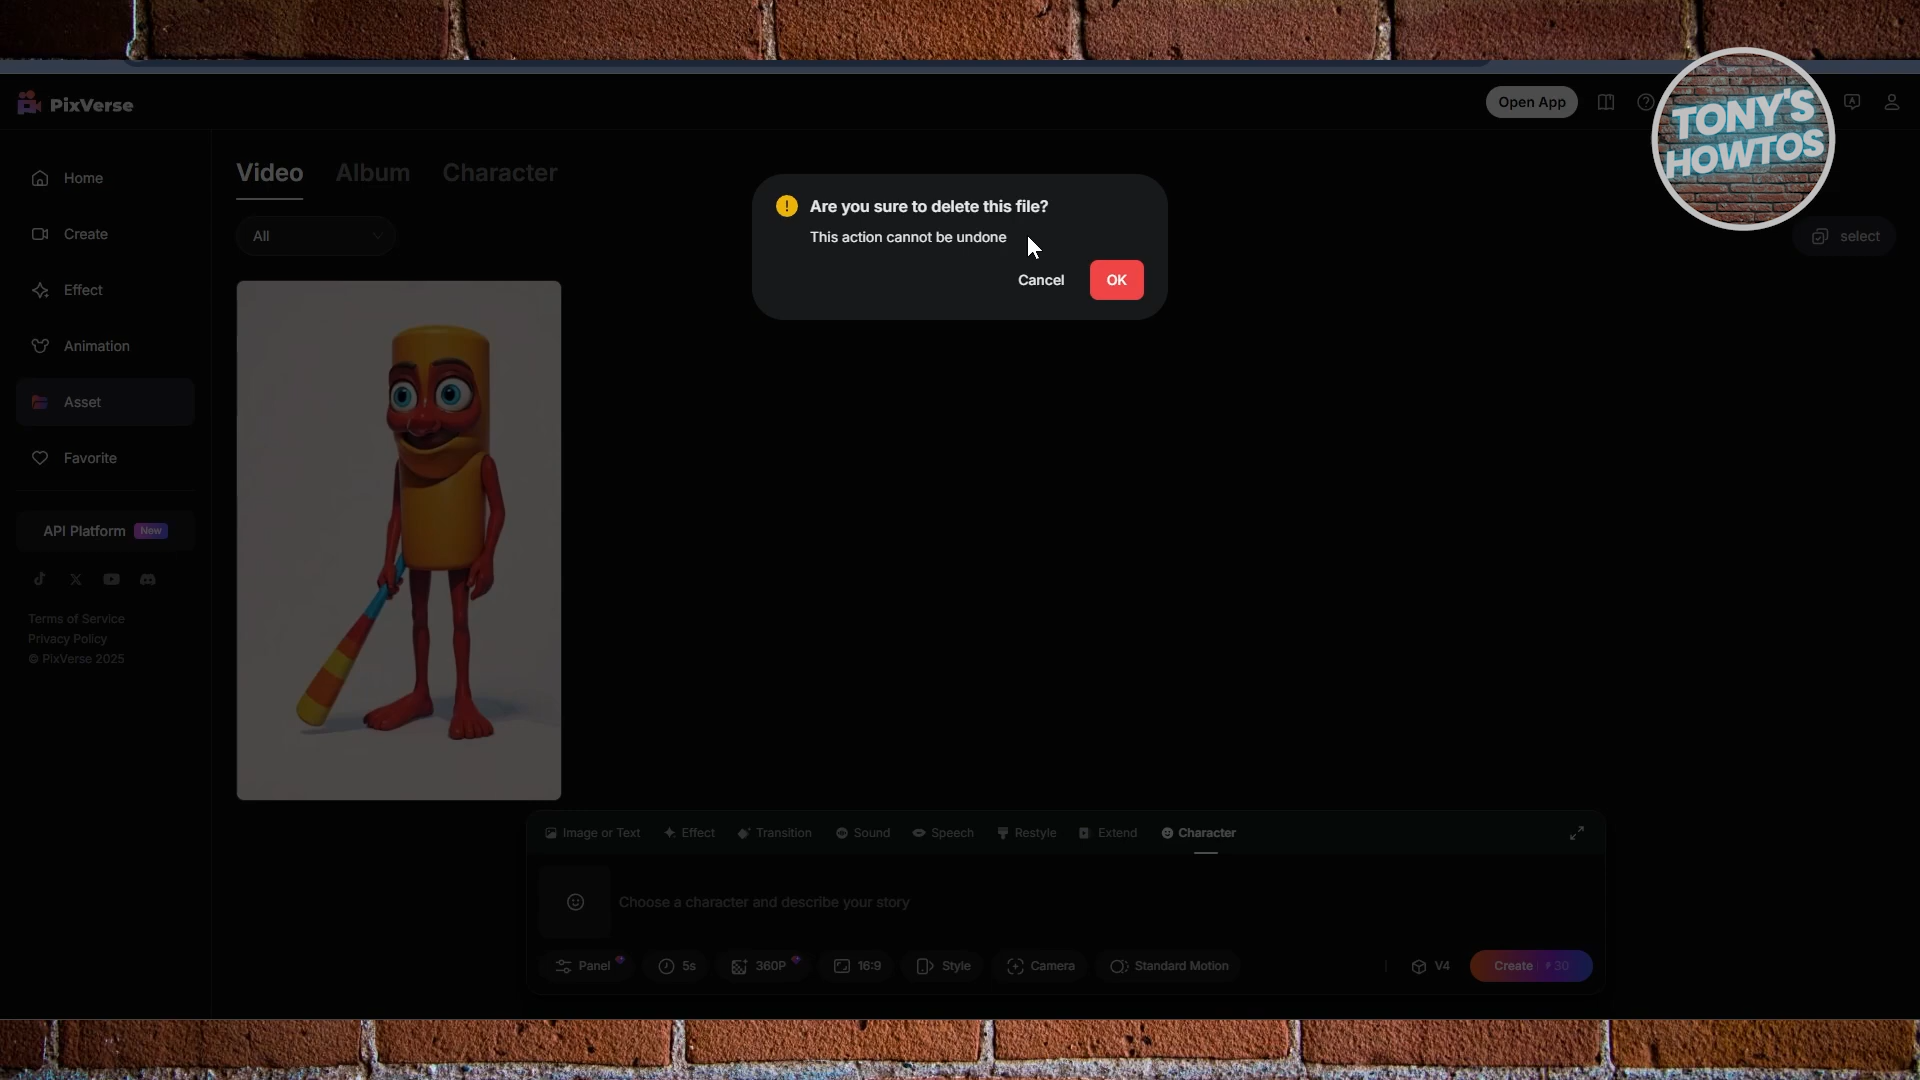 PixVerse
Open App
TONY'S
HOWTOS
Home
Create
Effect
Animation
Asset
Favorite
API Platform New
Terms of Service
Privacy Policy
© PixVerse 2025
Video Album Character
All
select
Are you sure to delete this file?
This action cannot be undone
Cancel OK
Image or Text Effect Transition Sound Speech Restyle Extend Character
Choose a character and describe your story
Panel 5s 360P 16:9 Style Camera Standard Motion V4 Create 30